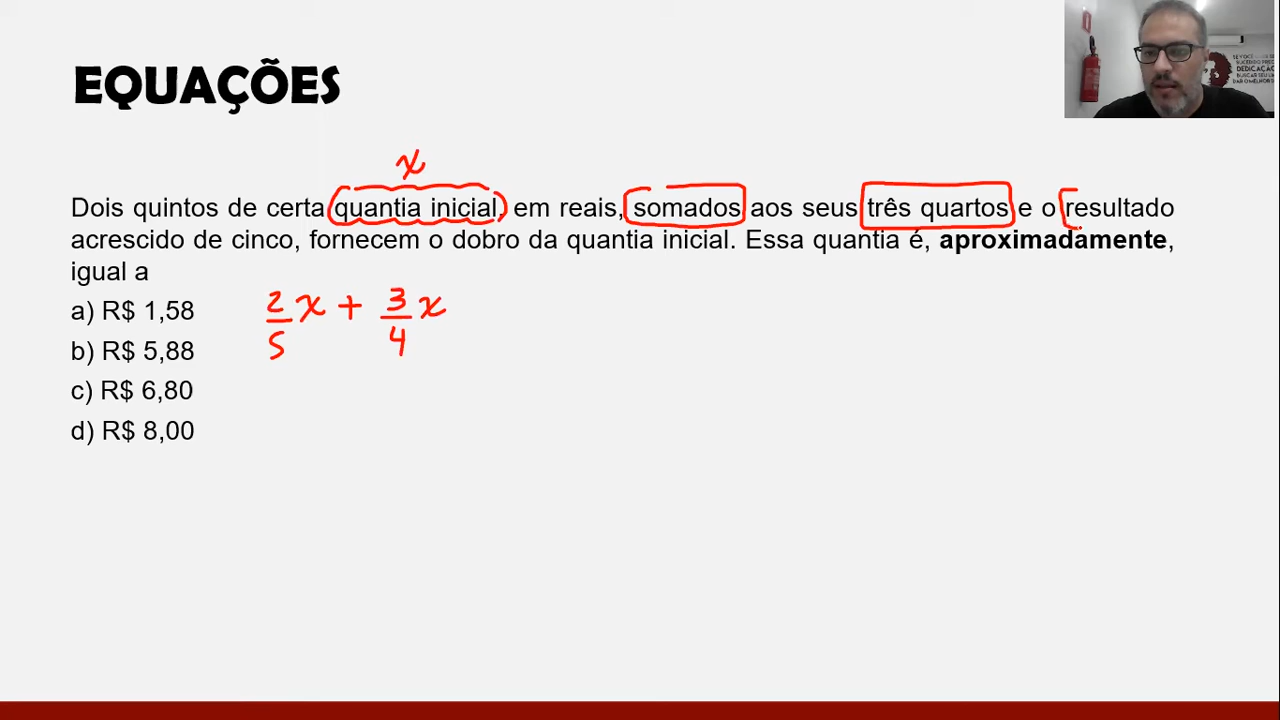 EQUAÇÕES
x
Dois quintos de certa quantia inicial, em reais, somados aos seus três quartos e o resultado
acrescido de cinco, fornecem o dobro da quantia inicial. Essa quantia é, aproximadamente,
igual a
a) R$ 1,58
b) R$ 5,88
c) R$ 6,80
d) R$ 8,00
2/5 x + 3/4 x
DEDICAÇÃO